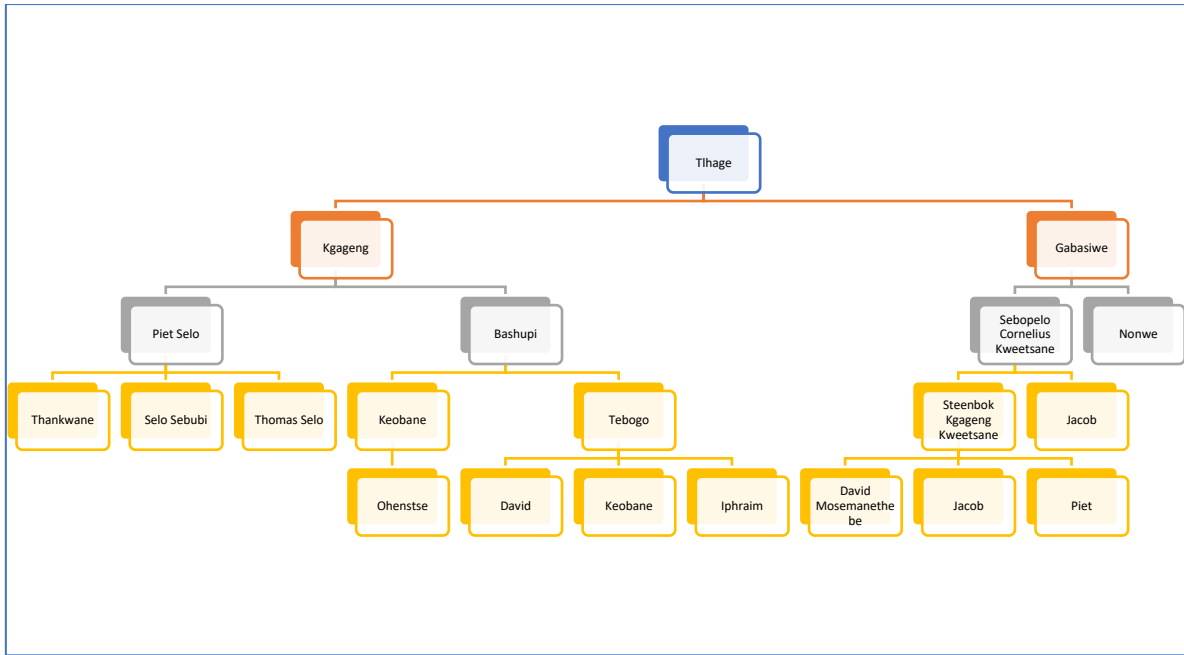 Tlhage
Kgageng
Gabasiwe
Piet Selo
Bashupi
Sebopelo
Cornelius
Kweetsane
Nonwe
Thankwane
Selo Sebubi
Thomas Selo
Keobane
Tebogo
Steenbok
Kgageng
Kweetsane
Jacob
Ohenstse
David
Keobane
Iphraim
David
Mosemanethe
be
Jacob
Piet